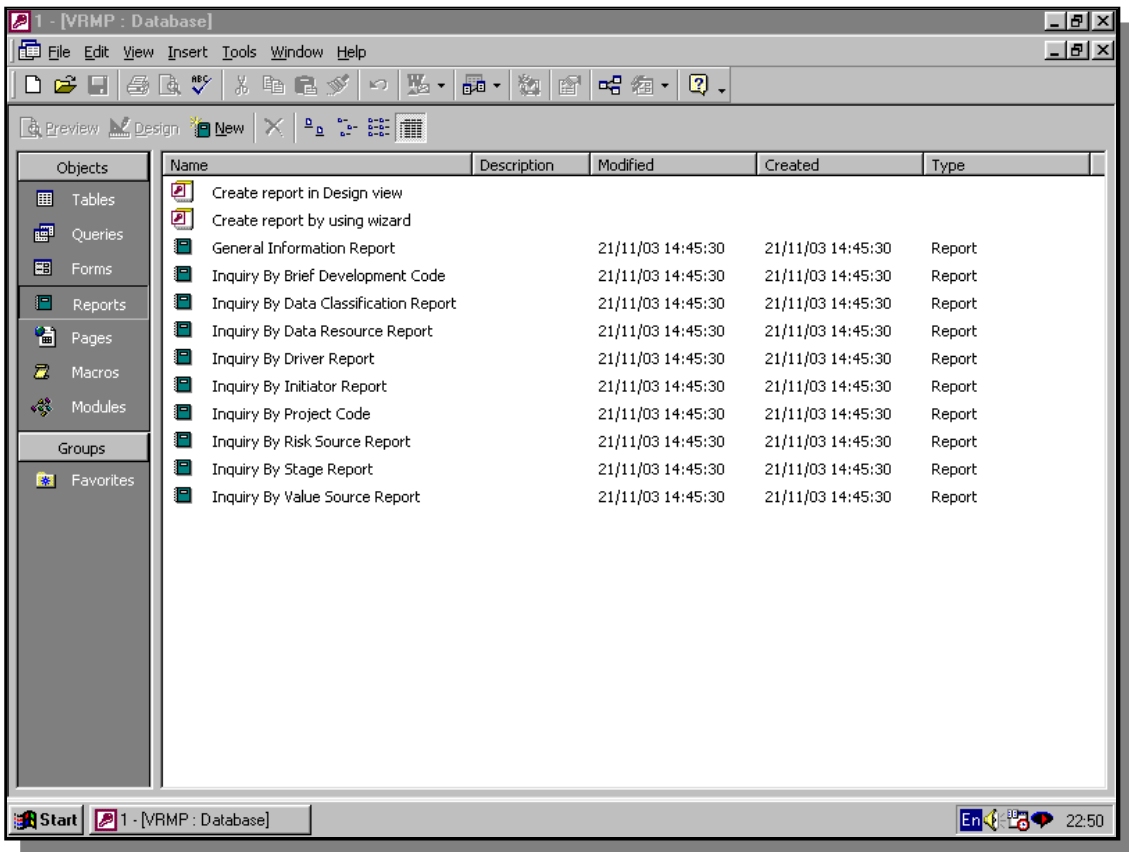 1 - [VRMP : Database]
File Edit View Insert Tools Window Help
ABC
Preview Design New
Objects
Tables
Queries
Forms
Reports
Pages
Macros
Modules
Groups
Favorites
Name Description Modified Created Type
Create report in Design view
Create report by using wizard
General Information Report 21/11/03 14:45:30 21/11/03 14:45:30 Report
Inquiry By Brief Development Code 21/11/03 14:45:30 21/11/03 14:45:30 Report
Inquiry By Data Classification Report 21/11/03 14:45:30 21/11/03 14:45:30 Report
Inquiry By Data Resource Report 21/11/03 14:45:30 21/11/03 14:45:30 Report
Inquiry By Driver Report 21/11/03 14:45:30 21/11/03 14:45:30 Report
Inquiry By Initiator Report 21/11/03 14:45:30 21/11/03 14:45:30 Report
Inquiry By Project Code 21/11/03 14:45:30 21/11/03 14:45:30 Report
Inquiry By Risk Source Report 21/11/03 14:45:30 21/11/03 14:45:30 Report
Inquiry By Stage Report 21/11/03 14:45:30 21/11/03 14:45:30 Report
Inquiry By Value Source Report 21/11/03 14:45:30 21/11/03 14:45:30 Report
Start 1 - [VRMP : Database] En 22:50